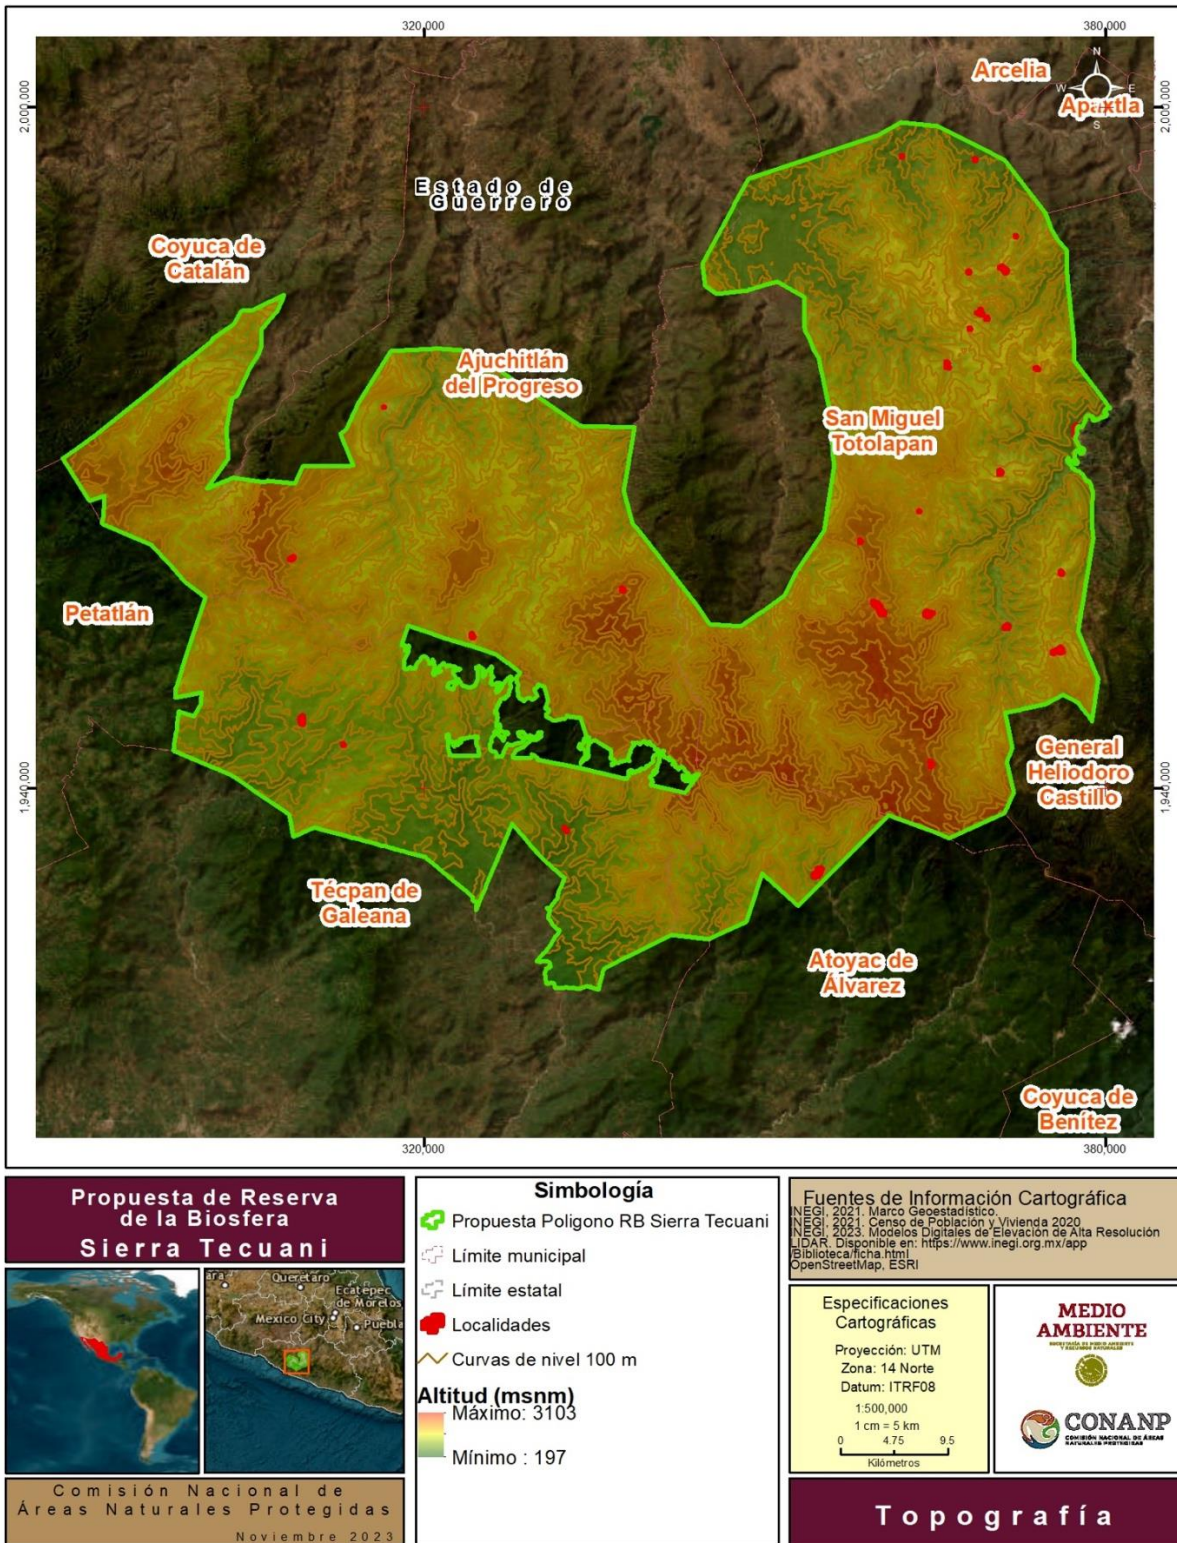 320,000
380,000
Arcelia
N
W E
S
Apaxtla
2,000,000
2,000,000
Estado de
Guerrero
Coyuca de
Catalán
Ajuchitlán
del Progreso
San Miguel
Totolapan
Petatlán
General
Heliodoro
Castillo
1,940,000
1,940,000
Técpan de
Galeana
Atoyac de
Álvarez
Coyuca de
Benítez
320,000
380,000
Propuesta de Reserva
de la Biosfera
Sierra Tecuani
ara
Queretaro
Ecatepec
de Morelos
Mexico City
Puebla
Comisión Nacional de
Áreas Naturales Protegidas
Noviembre 2023
Simbología
Propuesta Poligono RB Sierra Tecuani
Límite municipal
Límite estatal
Localidades
Curvas de nivel 100 m
Altitud (msnm)
Máximo: 3103
Mínimo : 197
Fuentes de Información Cartográfica
INEGI, 2021. Marco Geoestadístico.
INEGI, 2021. Censo de Población y Vivienda 2020
INEGI, 2023. Modelos Digitales de Elevación de Alta Resolución
LIDAR. Disponible en: https://www.inegi.org.mx/app
/Biblioteca/ficha.html
OpenStreetMap, ESRI
Especificaciones
Cartográficas
Proyección: UTM
Zona: 14 Norte
Datum: ITRF08
1:500,000
1 cm = 5 km
0 4.75 9.5
Kilómetros
MEDIO
AMBIENTE
SECRETARÍA DE MEDIO AMBIENTE
Y RECURSOS NATURALES
CONANP
COMISIÓN NACIONAL DE ÁREAS
NATURALES PROTEGIDAS
Topografía